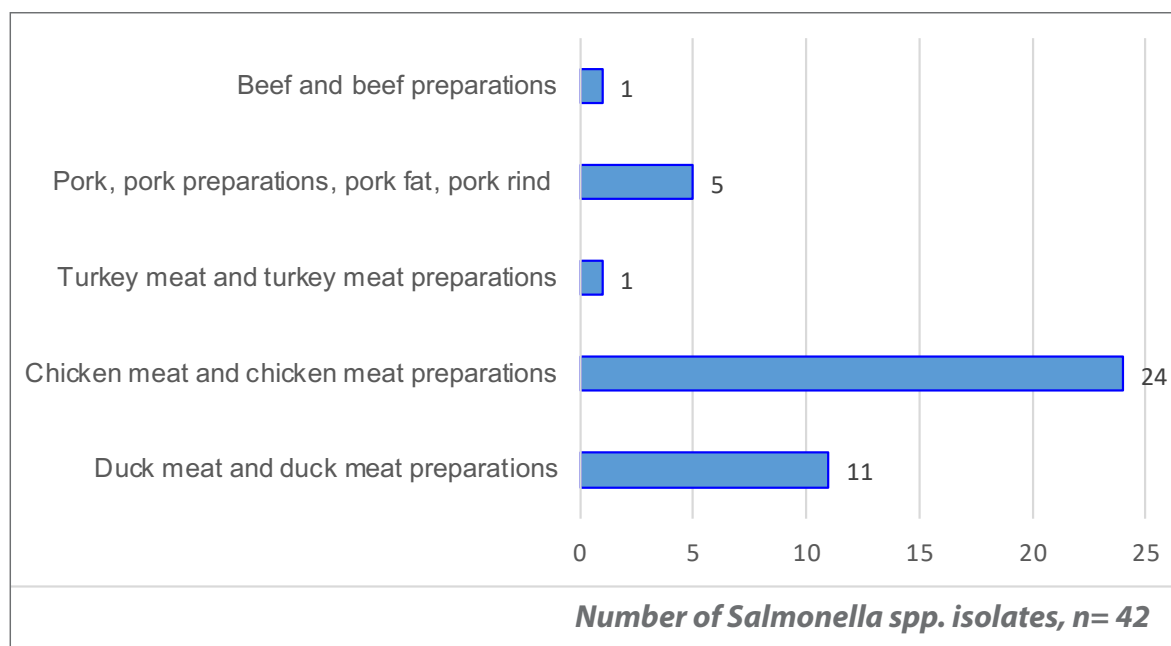 Beef and beef preparations
1
Pork, pork preparations, pork fat, pork rind
5
Turkey meat and turkey meat preparations
1
Chicken meat and chicken meat preparations
24
Duck meat and duck meat preparations
11
0 5 10 15 20 25
Number of Salmonella spp. isolates, n= 42